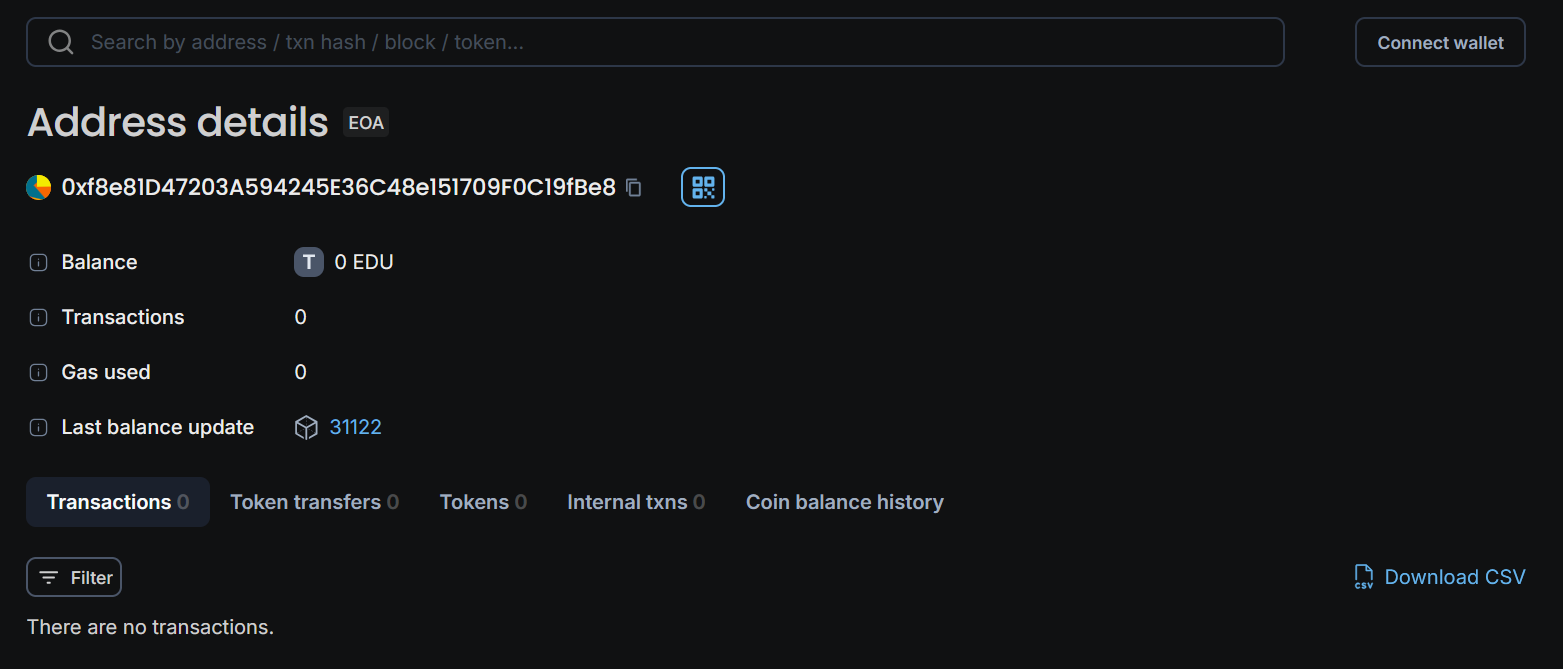 Search by address / txn hash / block / token...
Connect wallet
Address details EOA
0xf8e81D47203A594245E36C48e151709F0C19fBe8
Balance T 0 EDU
Transactions 0
Gas used 0
Last balance update 31122
Transactions 0 Token transfers 0 Tokens 0 Internal txns 0 Coin balance history
Filter
CSV Download CSV
There are no transactions.